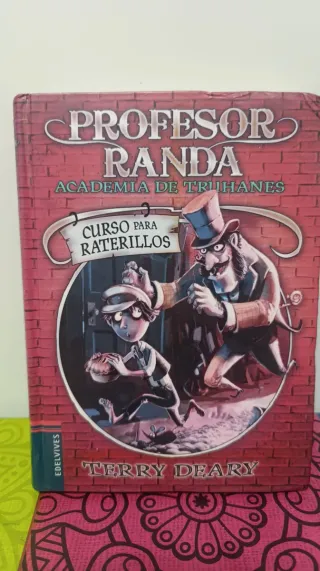 PROFESOR
RANDA
ACADEMIA DE TRUHANES
CURSO PARA
RATERILLOS
EDELVIVES
TERRY DEARY